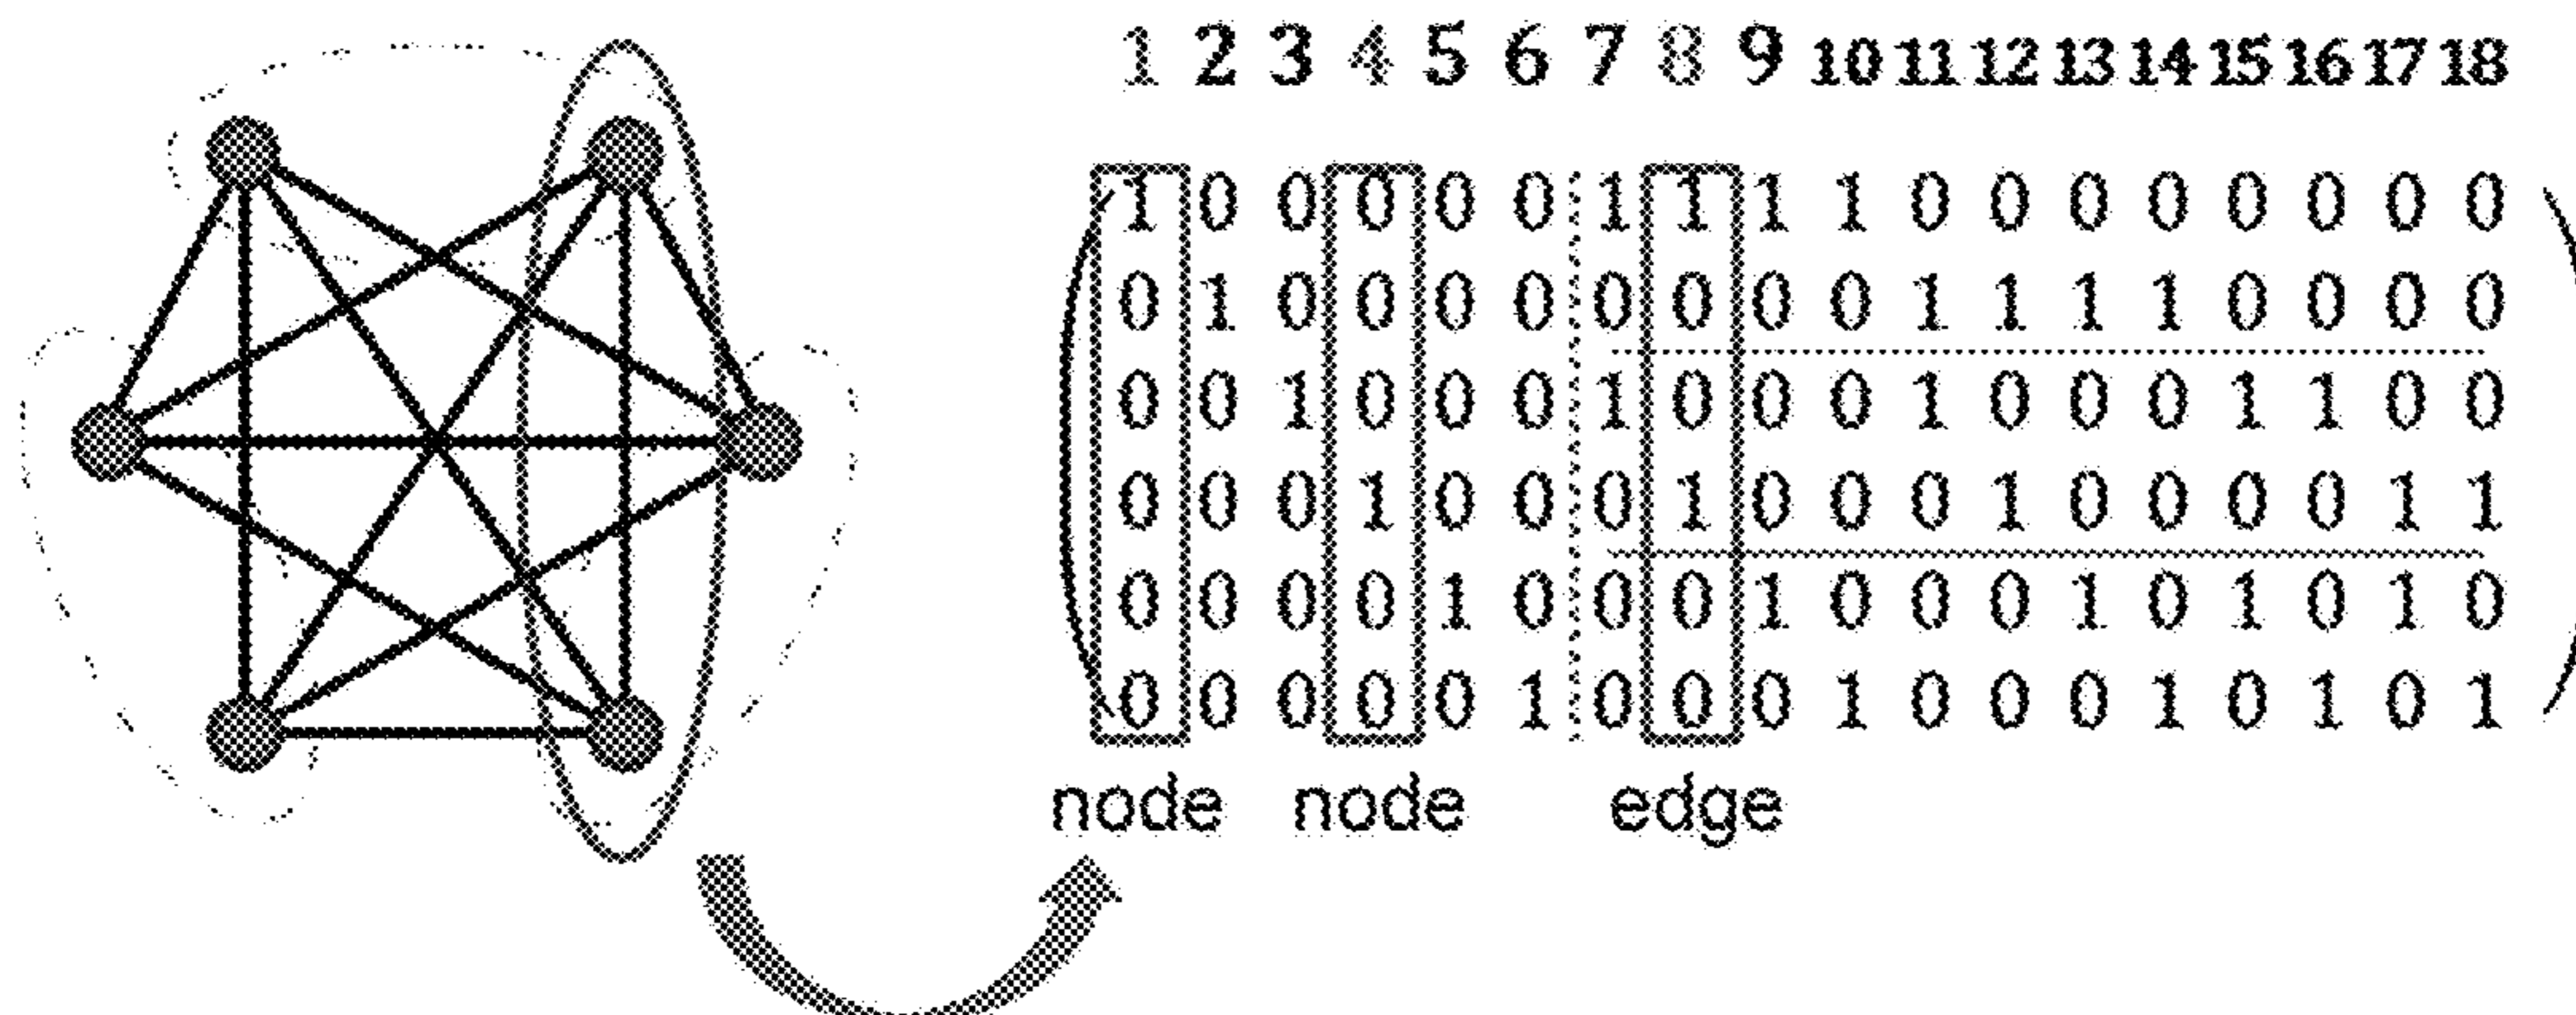 1 2 3 4 5 6 7 8 9 10 11 12 13 14 15 16 17 18
1 0 0 0 0 0 1 1 1 1 0 0 0 0 0 0 0 0
0 1 0 0 0 0 0 0 0 0 1 1 1 1 0 0 0 0
0 0 1 0 0 0 1 0 0 0 1 0 0 0 1 1 0 0
0 0 0 1 0 0 0 1 0 0 0 1 0 0 0 0 1 1
0 0 0 0 1 0 0 0 1 0 0 0 1 0 1 0 1 0
0 0 0 0 0 1 0 0 0 1 0 0 0 1 0 1 0 1
node node edge